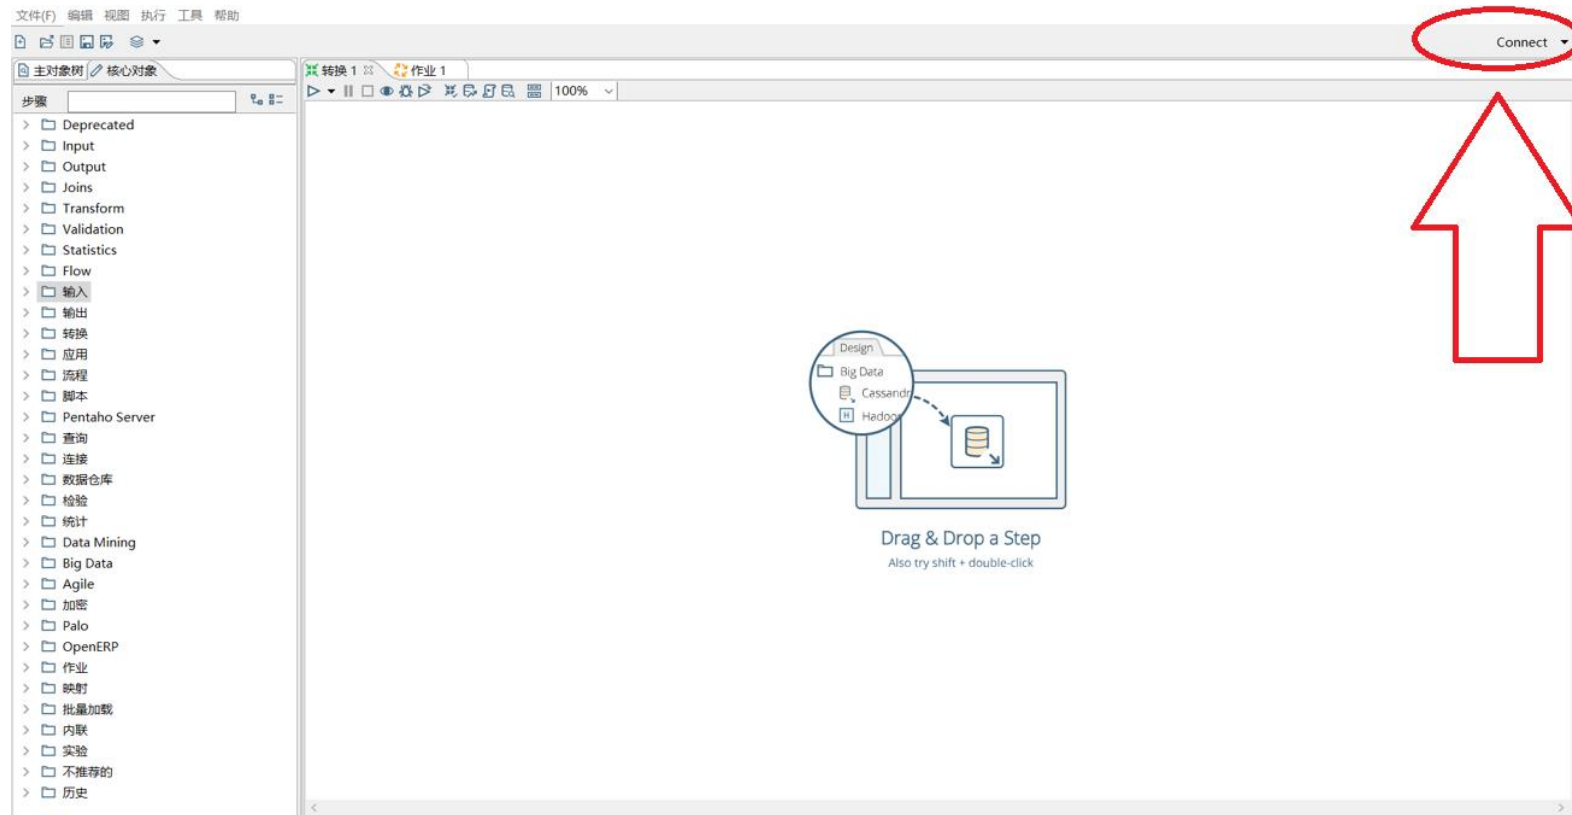 文件(F) 编辑 视图 执行 工具 帮助
Connect
主对象树 核心对象
转换 1 作业 1
步骤
100%
Deprecated
Input
Output
Joins
Transform
Validation
Statistics
Flow
输入
输出
转换
应用
流程
脚本
Pentaho Server
查询
连接
数据仓库
检验
统计
Data Mining
Big Data
Agile
加密
Palo
OpenERP
作业
映射
批量加载
内联
实验
不推荐的
历史
Design
Big Data
Cassandr
Hadoo
Drag & Drop a Step
Also try shift + double-click